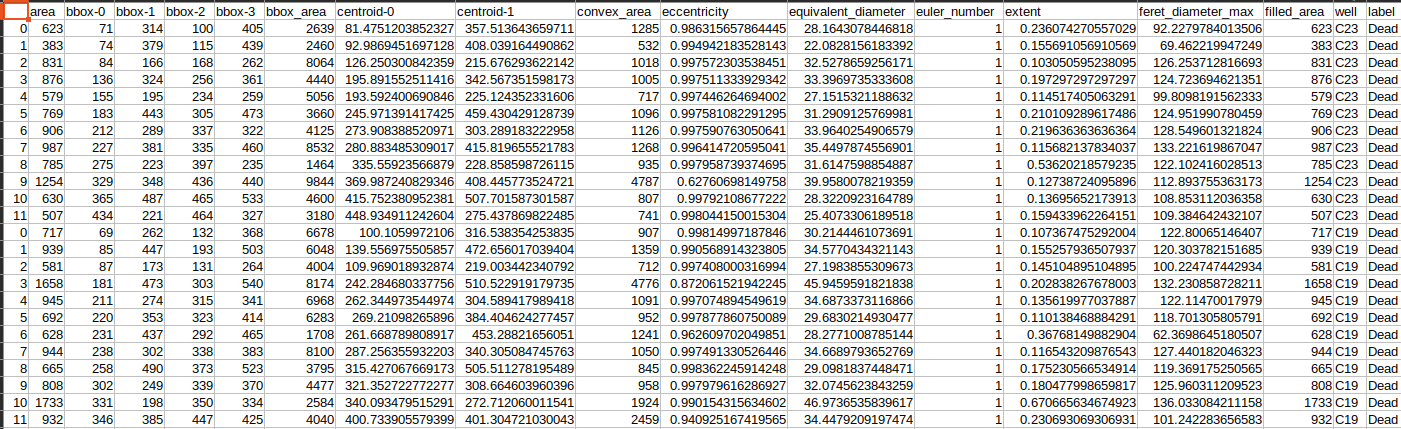 area bbox-0 bbox-1 bbox-2 bbox-3 bbox_area centroid-0 centroid-1 convex_area eccentricity equivalent_diameter euler_number extent feret_diameter_max filled_area well label
0 623 71 314 100 405 2639 81.4751203852327 357.513643659711 1285 0.986315657864445 28.1643078446818 1 0.236074270557029 92.2279784013506 623 C23 Dead
1 383 74 379 115 439 2460 92.9869451697128 408.039164490862 532 0.994942183528143 22.0828156183392 1 0.155691056910569 69.462219947249 383 C23 Dead
2 831 84 166 168 262 8064 126.250300842359 215.676293622142 1018 0.997572303538451 32.5278659256171 1 0.103050595238095 126.253712816693 831 C23 Dead
3 876 136 324 256 361 4440 195.891552511416 342.567351598173 1005 0.997511333929342 33.3969735333608 1 0.197297297297297 124.723694621351 876 C23 Dead
4 579 155 195 234 259 5056 193.592400690846 225.124352331606 717 0.997446264694002 27.1515321188632 1 0.114517405063291 99.8098191562333 579 C23 Dead
5 769 183 443 305 473 3660 245.971391417425 459.430429128739 1096 0.997581082291295 31.2909125769981 1 0.210109289617486 124.951990780459 769 C23 Dead
6 906 212 289 337 322 4125 273.908388520971 303.289183222958 1126 0.997590763050641 33.9640254906579 1 0.219636363636364 128.549601321824 906 C23 Dead
7 987 227 381 335 460 8532 280.883485309017 415.819655521783 1268 0.996414720595041 35.4497874556901 1 0.115682137834037 133.221619867047 987 C23 Dead
8 785 275 223 397 235 1464 335.55923566879 228.858598726115 935 0.997958739374695 31.6147598854887 1 0.53620218579235 122.102416028513 785 C23 Dead
9 1254 329 348 436 440 9844 369.987240829346 408.445773524721 4787 0.62760698149758 39.9580078219359 1 0.12738724095896 112.893755363173 1254 C23 Dead
10 630 365 487 465 533 4600 415.752380952381 507.701587301587 807 0.99792108677222 28.3220923164789 1 0.13695652173913 108.853112036358 630 C23 Dead
11 507 434 221 464 327 3180 448.934911242604 275.437869822485 741 0.998044150015304 25.4073306189518 1 0.159433962264151 109.384642432107 507 C23 Dead
0 717 69 262 132 368 6678 100.1059972106 316.538354253835 907 0.99814997187846 30.2144461073691 1 0.107367475292004 122.80065146407 717 C19 Dead
1 939 85 447 193 503 6048 139.556975505857 472.656017039404 1359 0.990568914323805 34.5770434321143 1 0.155257936507937 120.303782151685 939 C19 Dead
2 581 87 173 131 264 4004 109.969018932874 219.003442340792 712 0.997408000316994 27.1983855309673 1 0.145104895104895 100.224747442934 581 C19 Dead
3 1658 181 473 303 540 8174 242.284680337756 510.522919179735 4776 0.872061521942245 45.9459591821838 1 0.202838267678003 132.230858728211 1658 C19 Dead
4 945 211 274 315 341 6968 262.344973544974 304.589417989418 1091 0.997074894549619 34.6873373116866 1 0.135619977037887 122.11470017979 945 C19 Dead
5 692 220 353 323 414 6283 269.21098265896 384.404624277457 952 0.997877860750089 29.6830214930477 1 0.110138468884291 118.701305805791 692 C19 Dead
6 628 231 437 292 465 1708 261.668789808917 453.28821656051 1241 0.962609702049851 28.2771008785144 1 0.36768149882904 62.3698645180507 628 C19 Dead
7 944 238 302 338 383 8100 287.256355932203 340.305084745763 1050 0.997491330526446 34.6689793652769 1 0.116543209876543 127.440182046323 944 C19 Dead
8 665 258 490 373 523 3795 315.427067669173 505.511278195489 845 0.998362245914248 29.0981837448471 1 0.175230566534914 119.369175250565 665 C19 Dead
9 808 302 249 339 370 4477 321.352722772277 308.664603960396 958 0.997979616286927 32.0745623843259 1 0.180477998659817 125.960311209523 808 C19 Dead
10 1733 331 198 350 334 2584 340.093479515291 272.712060011541 1924 0.990154315634602 46.9736535839617 1 0.670665634674923 136.033084211158 1733 C19 Dead
11 932 346 385 447 425 4040 400.733905579399 401.304721030043 2459 0.940925167419565 34.4479209197474 1 0.230693069306931 101.242283656583 932 C19 Dead